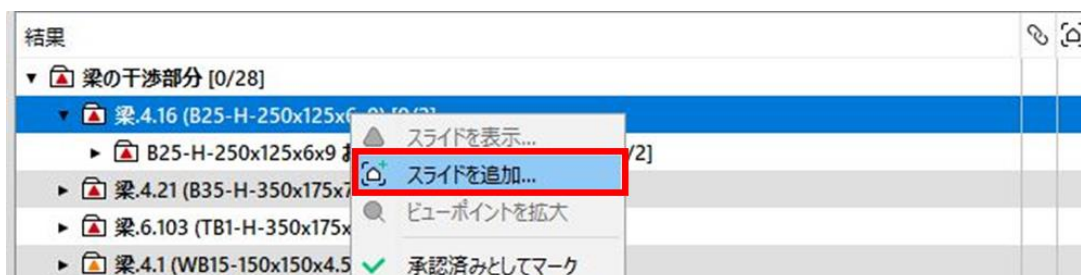 結果
梁の干渉部分 [0/28]
梁.4.16 (B25-H-250x125x6
スライドを表示...
B25-H-250x125x6x9 /2]
スライドを追加...
梁.4.21 (B35-H-350x175x7
ビューポイントを拡大
梁.6.103 (TB1-H-350x175x
梁.4.1 (WB15-150x150x4.5
承認済みとしてマーク